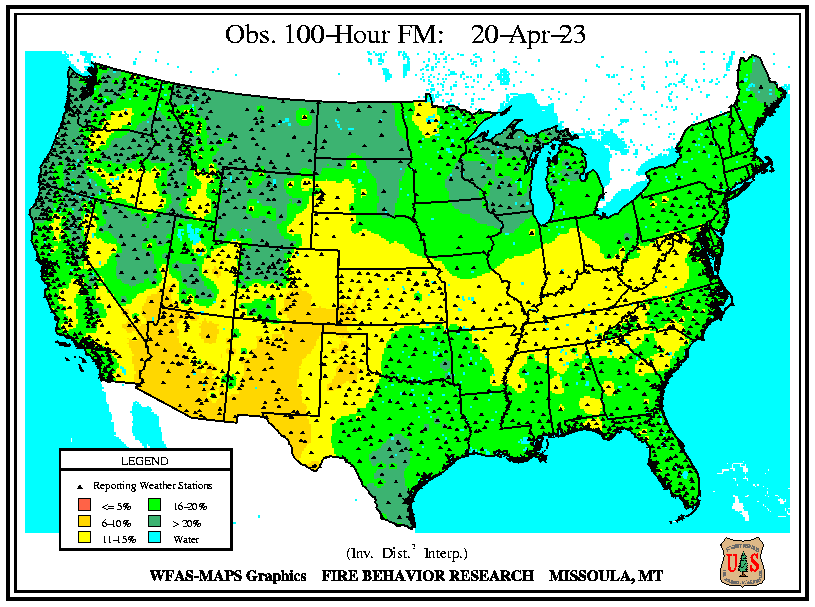 Obs. 100-Hour FM: 20-Apr-23
LEGEND
Reporting Weather Stations
<= 5% 16-20%
6-10% > 20%
11-15% Water
(Inv. Dist.² Interp.)
WFAS-MAPS Graphics FIRE BEHAVIOR RESEARCH MISSOULA, MT
U S